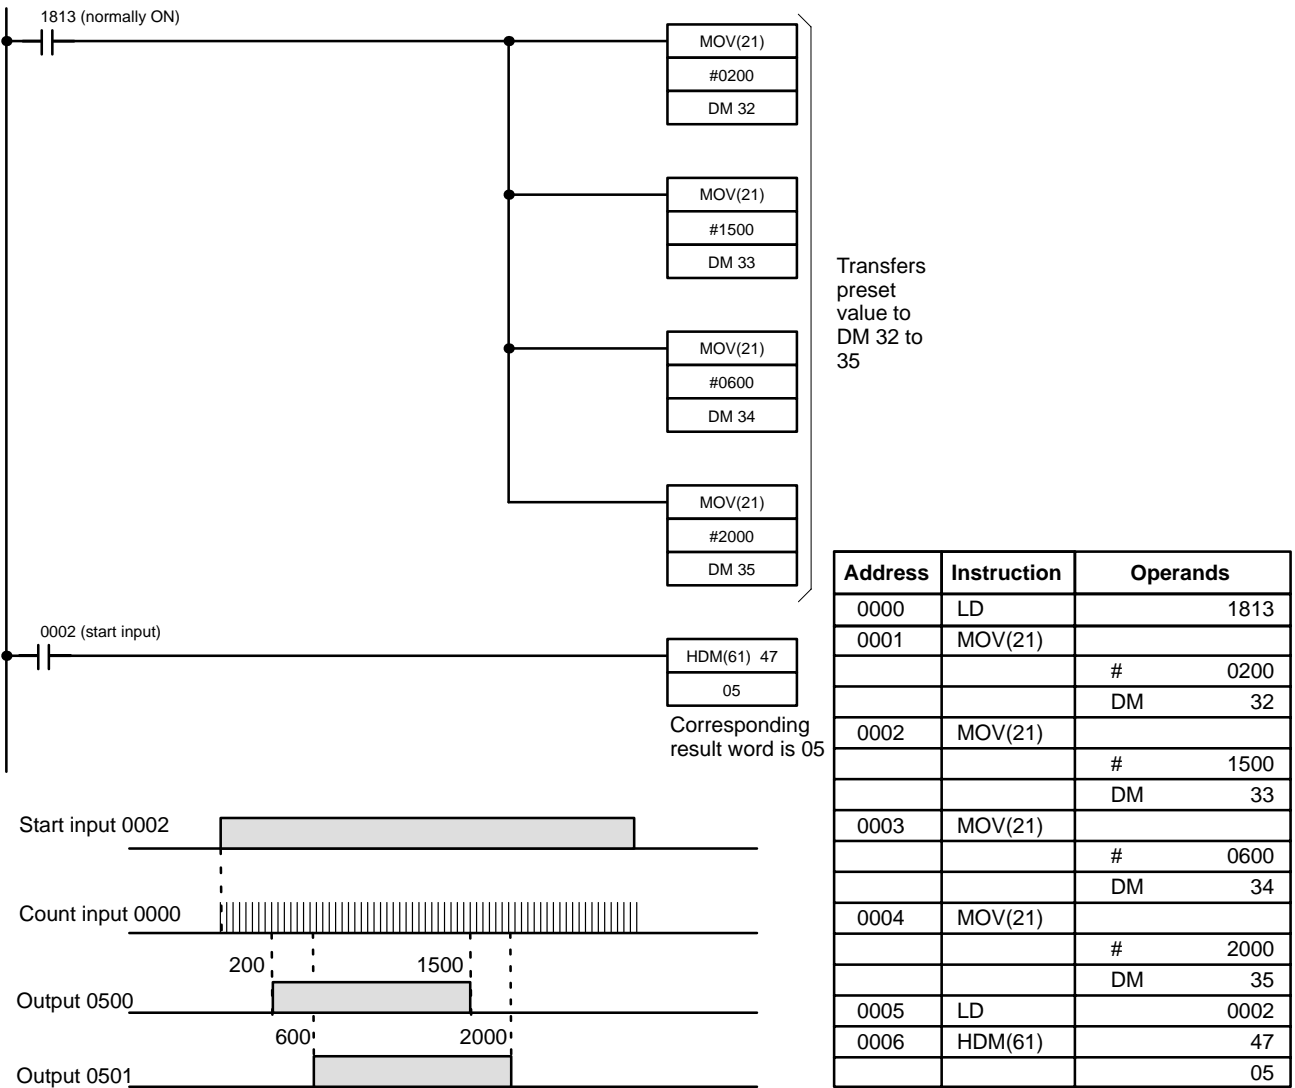 1813 (normally ON)
MOV(21)
#0200
DM 32
MOV(21)
#1500
DM 33
Transfers
preset
value to
DM 32 to
35
MOV(21)
#0600
DM 34
MOV(21)
#2000
DM 35
0002 (start input)
HDM(61) 47
05
Corresponding
result word is 05
Address Instruction Operands
0000 LD 1813
0001 MOV(21)
# 0200
DM 32
0002 MOV(21)
# 1500
DM 33
0003 MOV(21)
# 0600
DM 34
0004 MOV(21)
# 2000
DM 35
0005 LD 0002
0006 HDM(61) 47
05
Start input 0002
Count input 0000
200 1500
Output 0500
600 2000
Output 0501